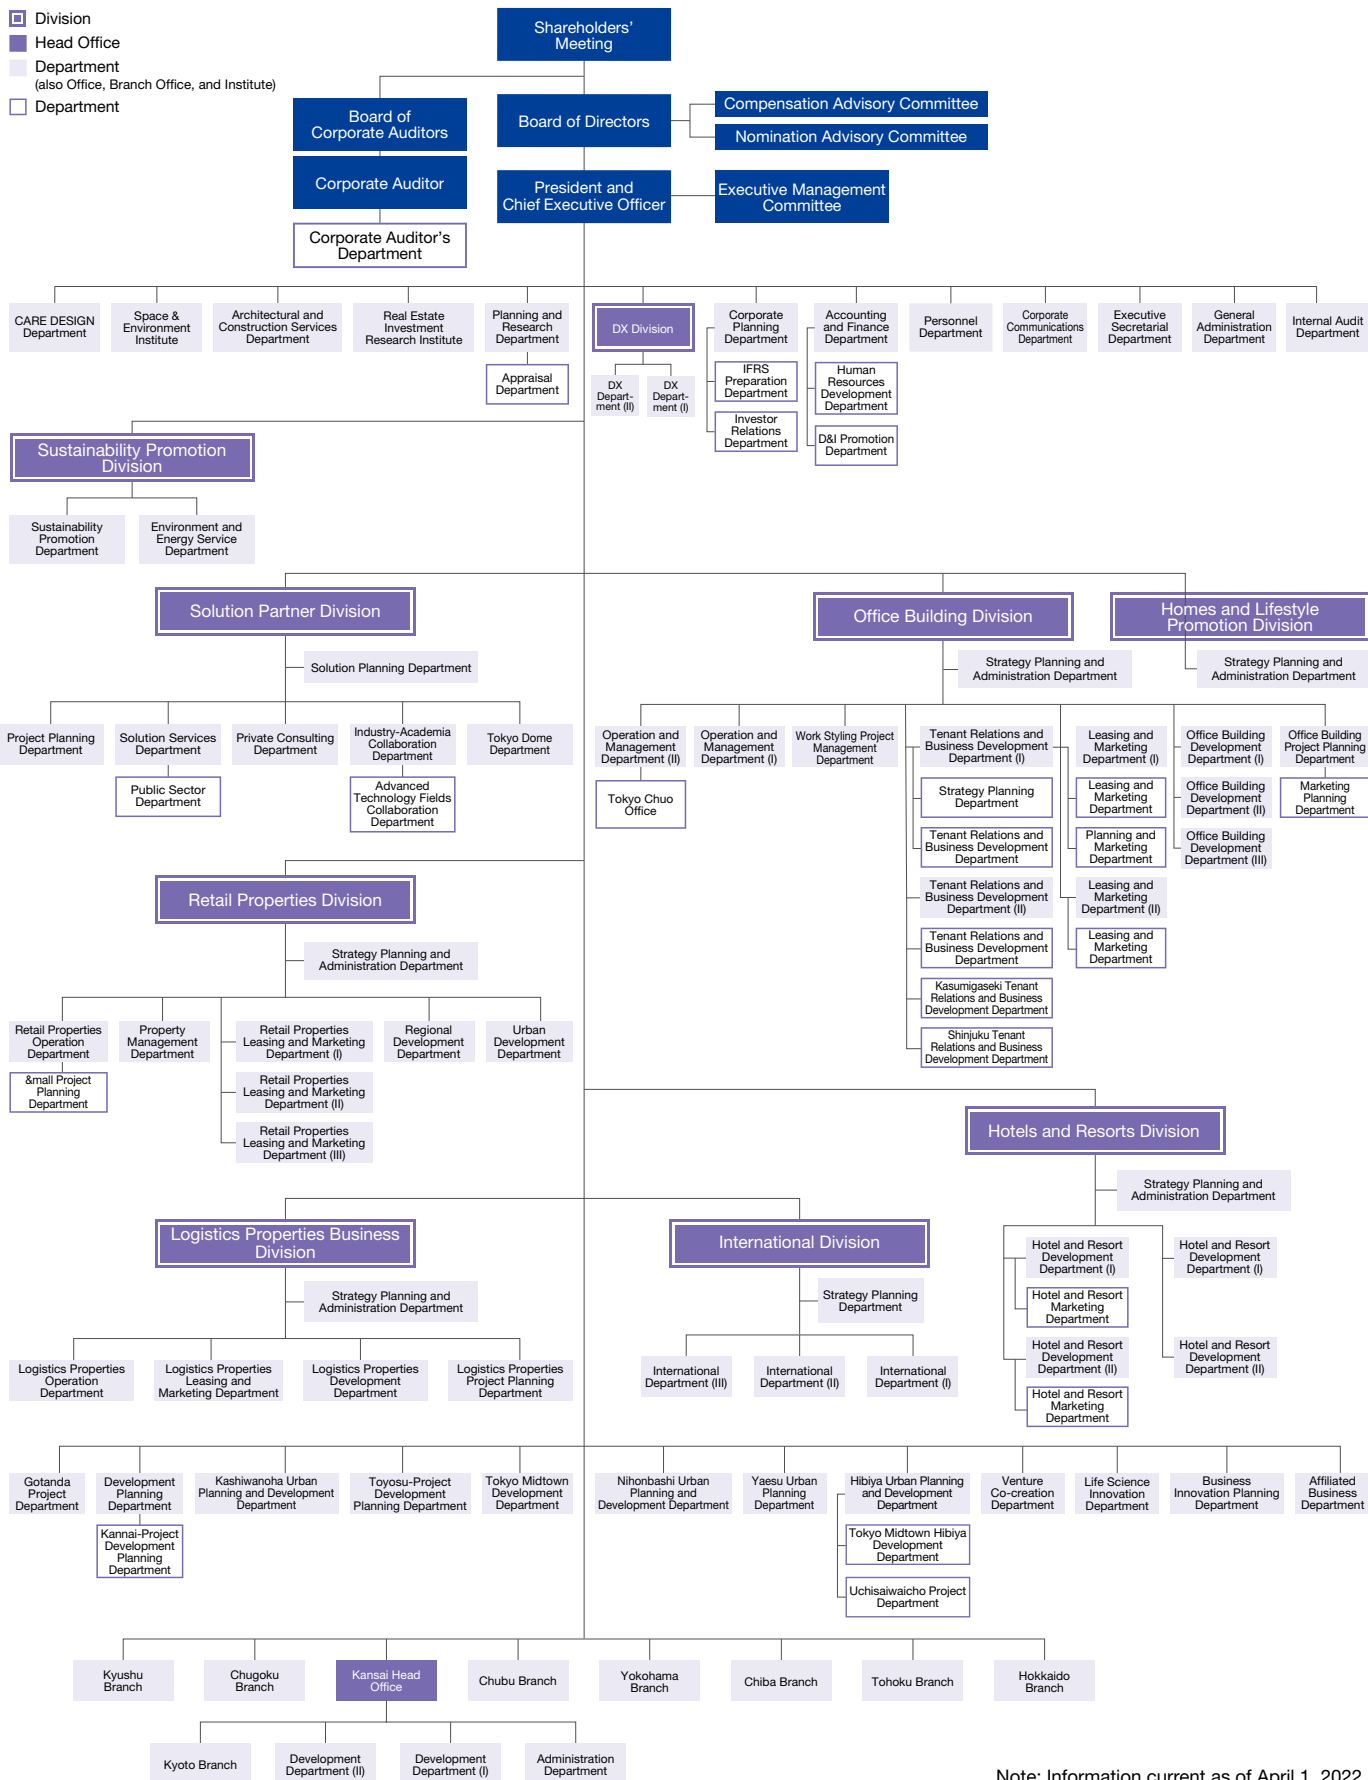 Division
Head Office
Department
(also Office, Branch Office, and Institute)
Department
Shareholders’
Meeting
Board of
Corporate Auditors
Board of Directors
Compensation Advisory Committee
Nomination Advisory Committee
Corporate Auditor
President and
Chief Executive Officer
Executive Management
Committee
Corporate Auditor’s
Department
CARE DESIGN
Department
Space &
Environment
Institute
Architectural and
Construction Services
Department
Real Estate
Investment
Research Institute
Planning and
Research
Department
Appraisal
Department
DX Division
DX
Depart-
ment (II)
DX
Depart-
ment (I)
Corporate
Planning
Department
IFRS
Preparation
Department
Investor
Relations
Department
Accounting
and Finance
Department
Human
Resources
Development
Department
D&I Promotion
Department
Personnel
Department
Corporate
Communications
Department
Executive
Secretarial
Department
General
Administration
Department
Internal Audit
Department
Sustainability Promotion
Division
Sustainability
Promotion
Department
Environment and
Energy Service
Department
Solution Partner Division
Solution Planning Department
Project Planning
Department
Solution Services
Department
Public Sector
Department
Private Consulting
Department
Industry-Academia
Collaboration
Department
Advanced
Technology Fields
Collaboration
Department
Tokyo Dome
Department
Office Building Division
Strategy Planning and
Administration Department
Homes and Lifestyle
Promotion Division
Strategy Planning and
Administration Department
Operation and
Management
Department (II)
Tokyo Chuo
Office
Operation and
Management
Department (I)
Work Styling Project
Management
Department
Tenant Relations and
Business Development
Department (I)
Strategy Planning
Department
Tenant Relations and
Business Development
Department
Tenant Relations and
Business Development
Department (II)
Tenant Relations and
Business Development
Department
Kasumigaseki Tenant
Relations and Business
Development Department
Shinjuku Tenant
Relations and Business
Development Department
Leasing and
Marketing
Department (I)
Leasing and
Marketing
Department
Planning and
Marketing
Department
Leasing and
Marketing
Department (II)
Leasing and
Marketing
Department
Office Building
Development
Department (I)
Office Building
Development
Department (II)
Office Building
Development
Department (III)
Office Building
Project Planning
Department
Marketing
Planning
Department
Retail Properties Division
Strategy Planning and
Administration Department
Retail Properties
Operation
Department
&mall Project
Planning
Department
Property
Management
Department
Retail Properties
Leasing and Marketing
Department (I)
Retail Properties
Leasing and Marketing
Department (II)
Retail Properties
Leasing and Marketing
Department (III)
Regional
Development
Department
Urban
Development
Department
Hotels and Resorts Division
Strategy Planning and
Administration Department
Hotel and Resort
Development
Department (I)
Hotel and Resort
Marketing
Department
Hotel and Resort
Development
Department (II)
Hotel and Resort
Marketing
Department
Hotel and Resort
Development
Department (I)
Hotel and Resort
Development
Department (II)
Logistics Properties Business
Division
Strategy Planning and
Administration Department
Logistics Properties
Operation
Department
Logistics Properties
Leasing and
Marketing Department
Logistics Properties
Development
Department
Logistics Properties
Project Planning
Department
International Division
Strategy Planning
Department
International
Department (III)
International
Department (II)
International
Department (I)
Gotanda
Project
Department
Development
Planning
Department
Kannai-Project
Development
Planning
Department
Kashiwanoha Urban
Planning and Development
Department
Toyosu-Project
Development
Planning Department
Tokyo Midtown
Development
Department
Nihonbashi Urban
Planning and
Development Department
Yaesu Urban
Planning
Department
Hibiya Urban Planning
and Development
Department
Tokyo Midtown Hibiya
Development
Department
Uchisaiwaicho Project
Department
Venture
Co-creation
Department
Life Science
Innovation
Department
Business
Innovation Planning
Department
Affiliated
Business
Department
Kyushu
Branch
Chugoku
Branch
Kansai Head
Office
Chubu Branch
Yokohama
Branch
Chiba Branch
Tohoku Branch
Hokkaido
Branch
Kyoto Branch
Development
Department (II)
Development
Department (I)
Administration
Department
Note: Information current as of April 1, 2022